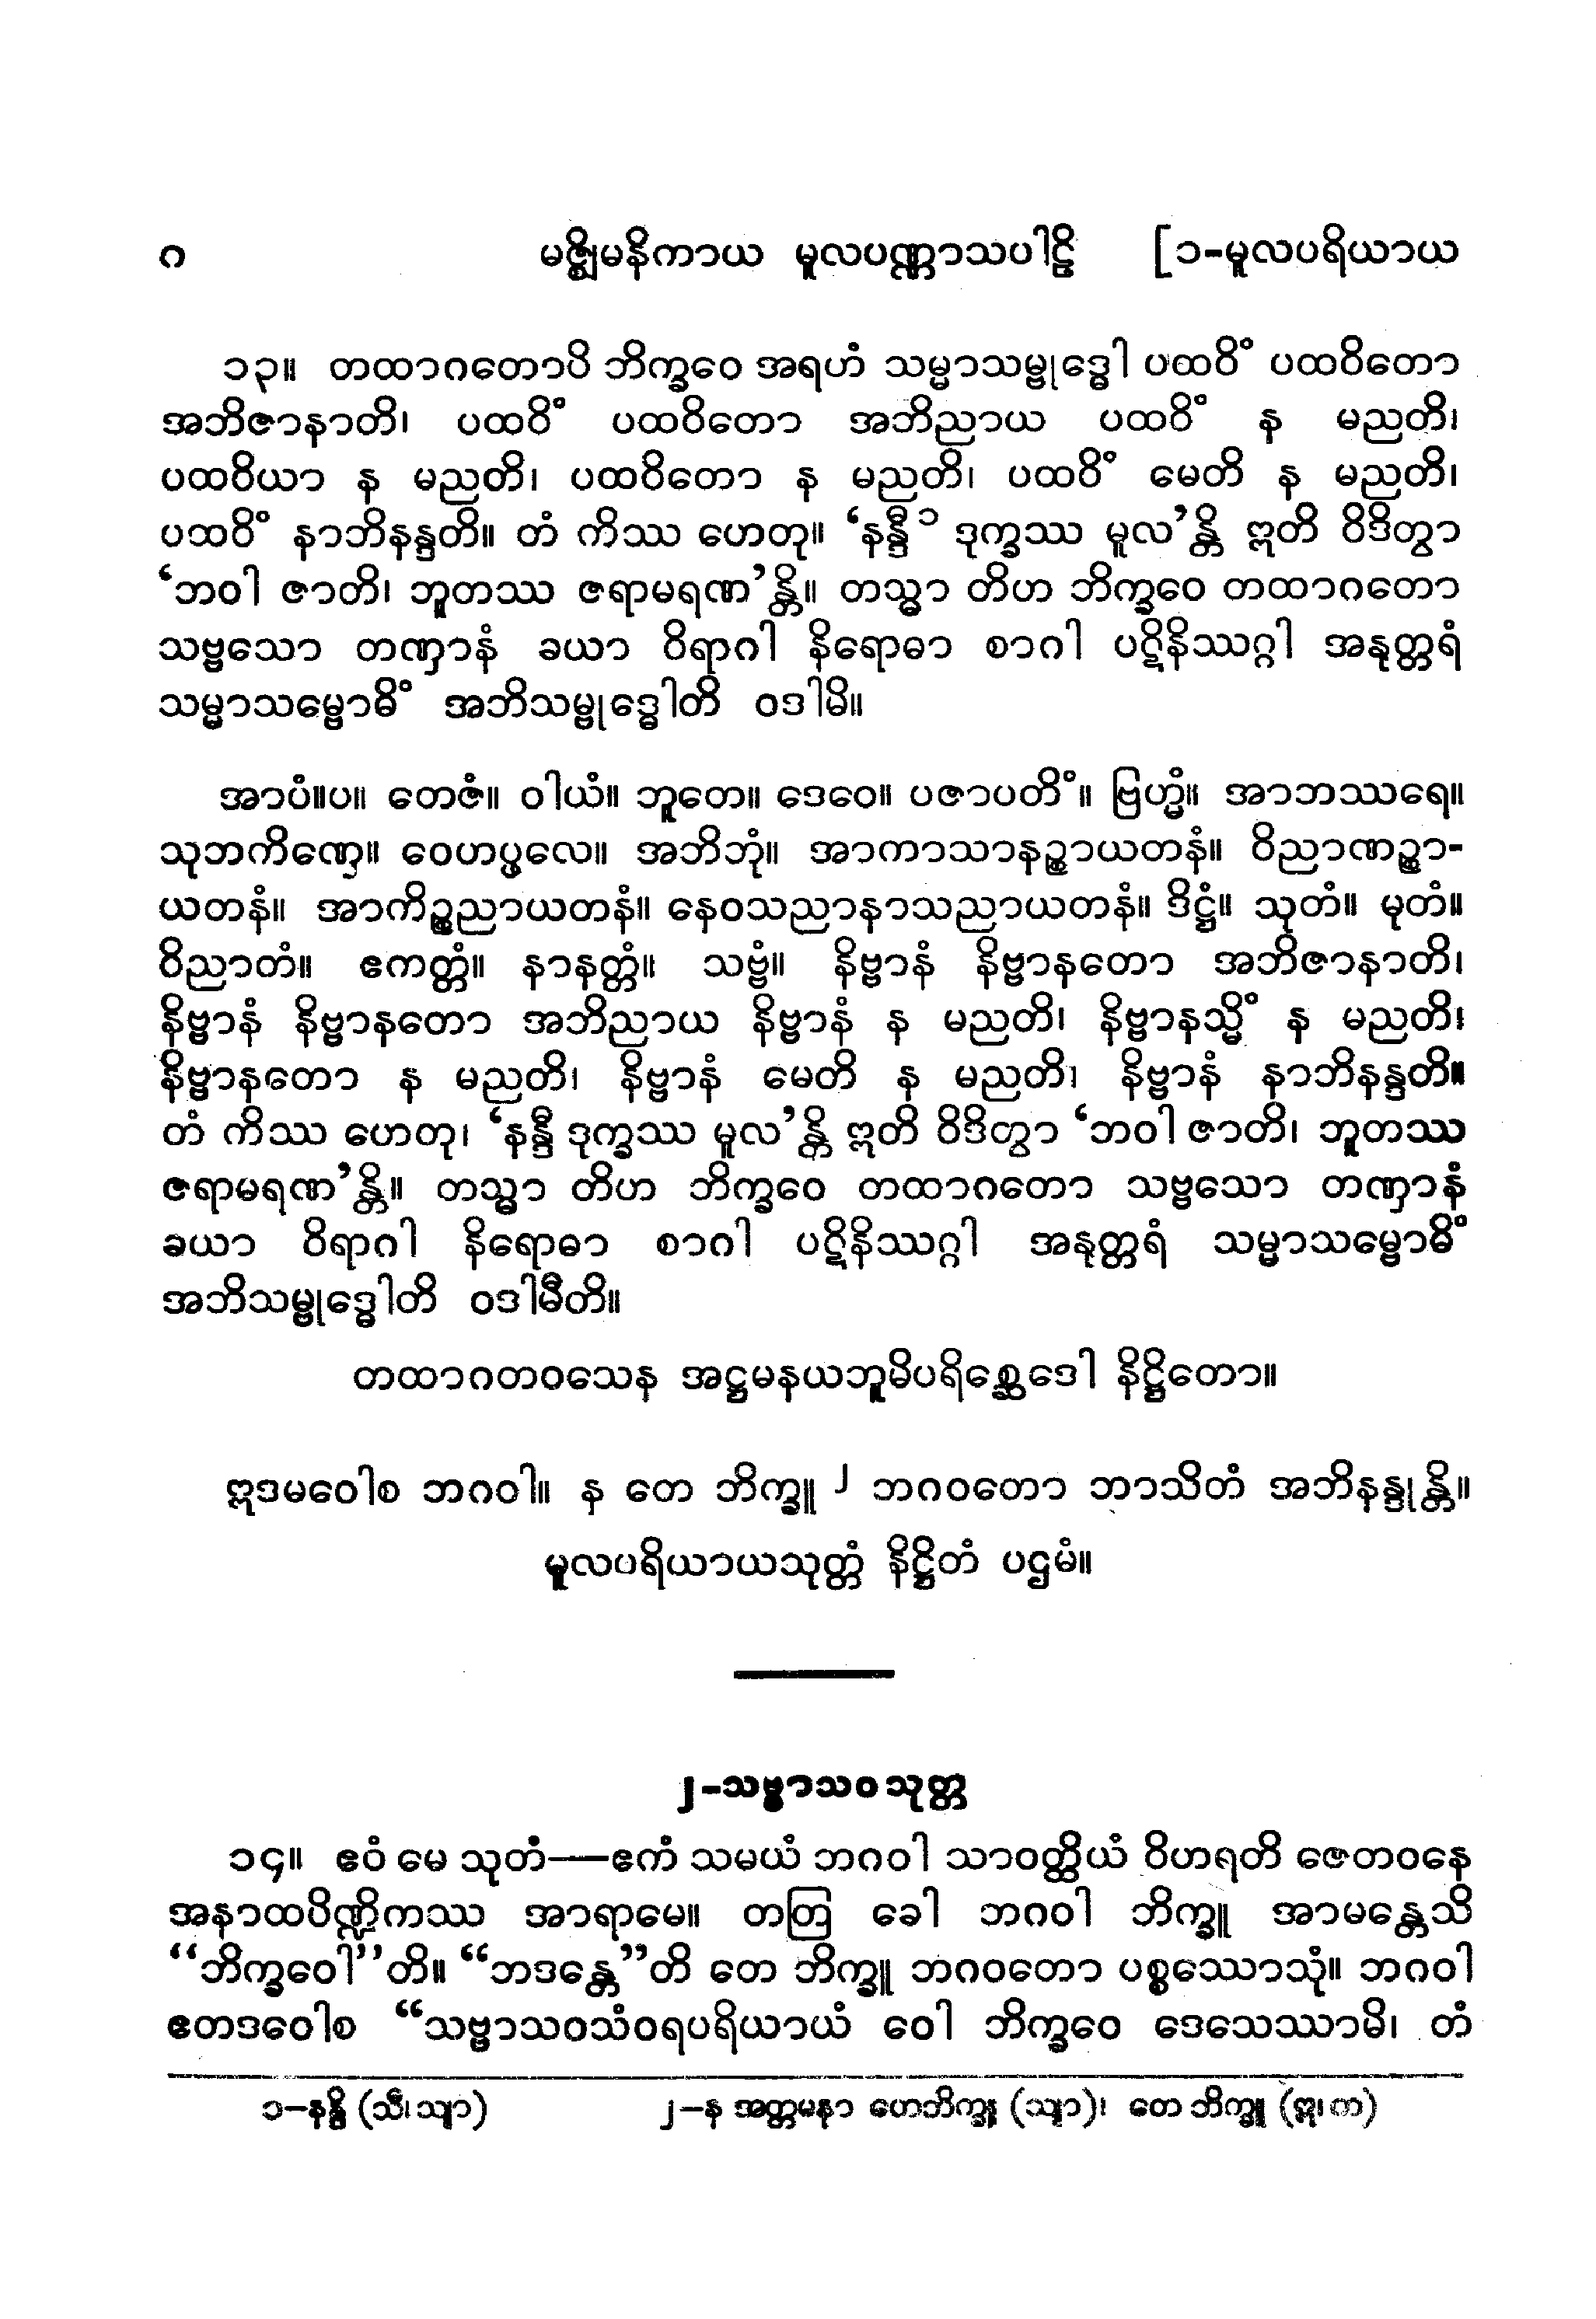 ဂ မဇ္ဈိမနိကာယ မူလပဏ္ဏာသပါဠိ [၁-မူလပရိယာယ
၁၃။ တထာဂတောပိ ဘိက္ခဝေ အရဟံ သမ္မာသမ္ဗုဒ္ဓေါ ပထဝိံ ပထဝိတော
အဘိဇာနာတိ၊ ပထဝိံ ပထဝိတော အဘိညာယ ပထဝိံ န မညတိ၊
ပထဝိယာ န မညတိ၊ ပထဝိတော န မညတိ၊ ပထဝိံ မေတိ န မညတိ၊
ပထဝိံ နာဘိနန္ဒတိ။ တံ ကိဿ ဟေတု။ ‘နန္ဒီ၁ ဒုက္ခဿ မူလ’န္တိ ဣတိ ဝိဒိတွာ
‘ဘဝါ ဇာတိ၊ ဘူတဿ ဇရာမရဏ’န္တိ။ တသ္မာ တိဟ ဘိက္ခဝေ တထာဂတော
သဗ္ဗသော တဏှာနံ ခယာ ဝိရာဂါ နိရောဓာ စာဂါ ပဋိနိဿဂ္ဂါ အနုတ္တရံ
သမ္မာသမ္ဗောဓိံ အဘိသမ္ဗုဒ္ဓေါတိ ဝဒါမိ။
အာပံ။ပ။ တေဇံ။ ဝါယံ။ ဘူတေ။ ဒေဝေ။ ပဇာပတိံ။ ဗြဟ္မံ။ အာဘဿရေ။
သုဘကိဏှေ။ ဝေဟပ္ဖလေ။ အဘိဘုံ။ အာကာသာနဉ္စာယတနံ။ ဝိညာဏဉ္စာ-
ယတနံ။ အာကိဉ္စညာယတနံ။ နေဝသညာနာသညာယတနံ။ ဒိဋ္ဌံ။ သုတံ။ မုတံ။
ဝိညာတံ။ ဧကတ္တံ။ နာနတ္တံ။ သဗ္ဗံ။ နိဗ္ဗာနံ နိဗ္ဗာနတော အဘိဇာနာတိ၊
နိဗ္ဗာနံ နိဗ္ဗာနတော အဘိညာယ နိဗ္ဗာနံ န မညတိ၊ နိဗ္ဗာနသ္မိံ န မညတိ၊
နိဗ္ဗာနတော န မညတိ၊ နိဗ္ဗာနံ မေတိ န မညတိ၊ နိဗ္ဗာနံ နာဘိနန္ဒတိ။
တံ ကိဿ ဟေတု၊ ‘နန္ဒီ ဒုက္ခဿ မူလ’န္တိ ဣတိ ဝိဒိတွာ ‘ဘဝါ ဇာတိ၊ ဘူတဿ
ဇရာမရဏ’န္တိ။ တသ္မာ တိဟ ဘိက္ခဝေ တထာဂတော သဗ္ဗသော တဏှာနံ
ခယာ ဝိရာဂါ နိရောဓာ စာဂါ ပဋိနိဿဂ္ဂါ အနုတ္တရံ သမ္မာသမ္ဗောဓိံ
အဘိသမ္ဗုဒ္ဓေါတိ ဝဒါမီတိ။
တထာဂတဝသေန အဋ္ဌမနယဘူမိပရိစ္ဆေဒေါ နိဋ္ဌိတော။
ဣဒမဝေါစ ဘဂဝါ။ န တေ ဘိက္ခူ ၂ ဘဂဝတော ဘာသိတံ အဘိနန္ဒုန္တိ။
မူလပရိယာယသုတ္တံ နိဋ္ဌိတံ ပဌမံ။
၂-သဗ္ဗာသဝသုတ္တ
၁၄။ ဧဝံ မေ သုတံ—ဧကံ သမယံ ဘဂဝါ သာဝတ္ထိယံ ဝိဟရတိ ဇေတဝနေ
အနာထပိဏ္ဍိကဿ အာရာမေ။ တတြ ခေါ ဘဂဝါ ဘိက္ခူ အာမန္တေသိ
“ဘိက္ခဝေါ”တိ။ “ဘဒန္တေ”တိ တေ ဘိက္ခူ ဘဂဝတော ပစ္စဿောသုံ။ ဘဂဝါ
ဧတဒဝေါစ “သဗ္ဗာသဝသံဝရပရိယာယံ ဝေါ ဘိက္ခဝေ ဒေသေဿာမိ၊ တံ
၁-နန္ဒိ (သီ၊ သျာ) ၂-န အတ္တမနာ ဟေဘိက္ခူ (သျာ)၊ တေ ဘိက္ခူ (ဣ၊ က)